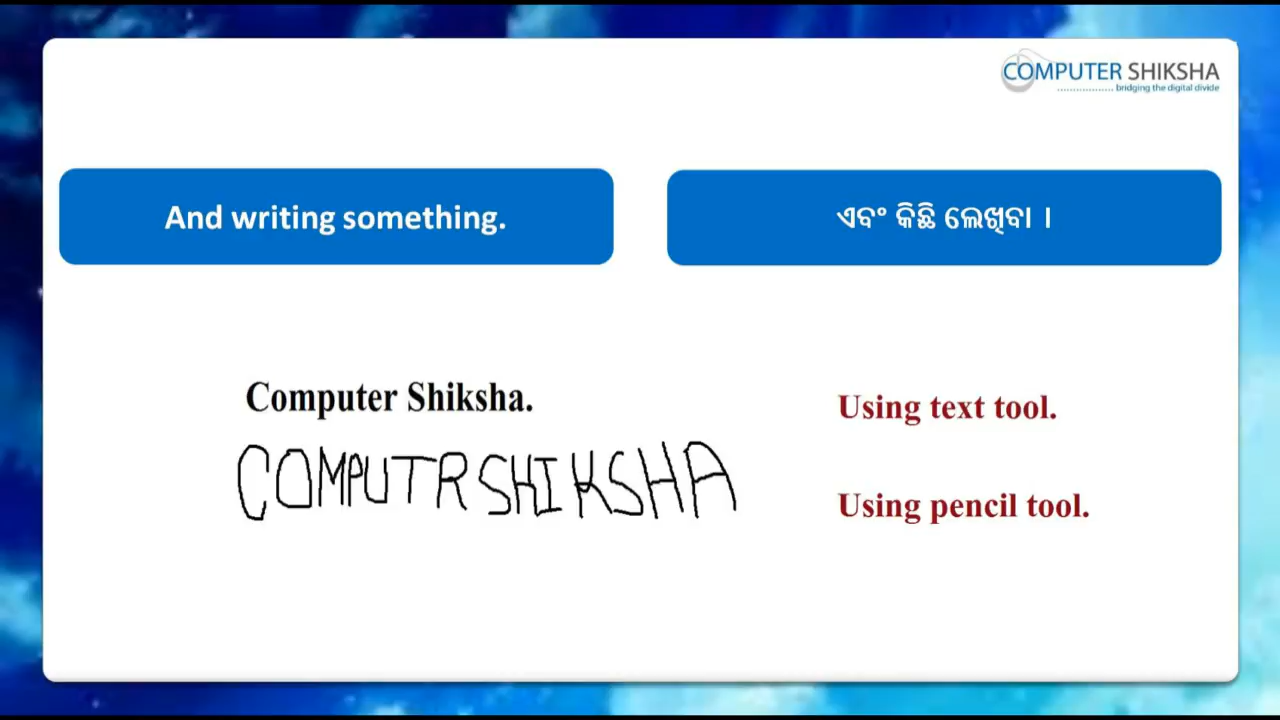 COMPUTER SHIKSHA
bridging the digital divide
And writing something.
ଏବଂ କିଛି ଲେଖିବା ।
Computer Shiksha.
COMPUTR SHIKSHA
Using text tool.
Using pencil tool.